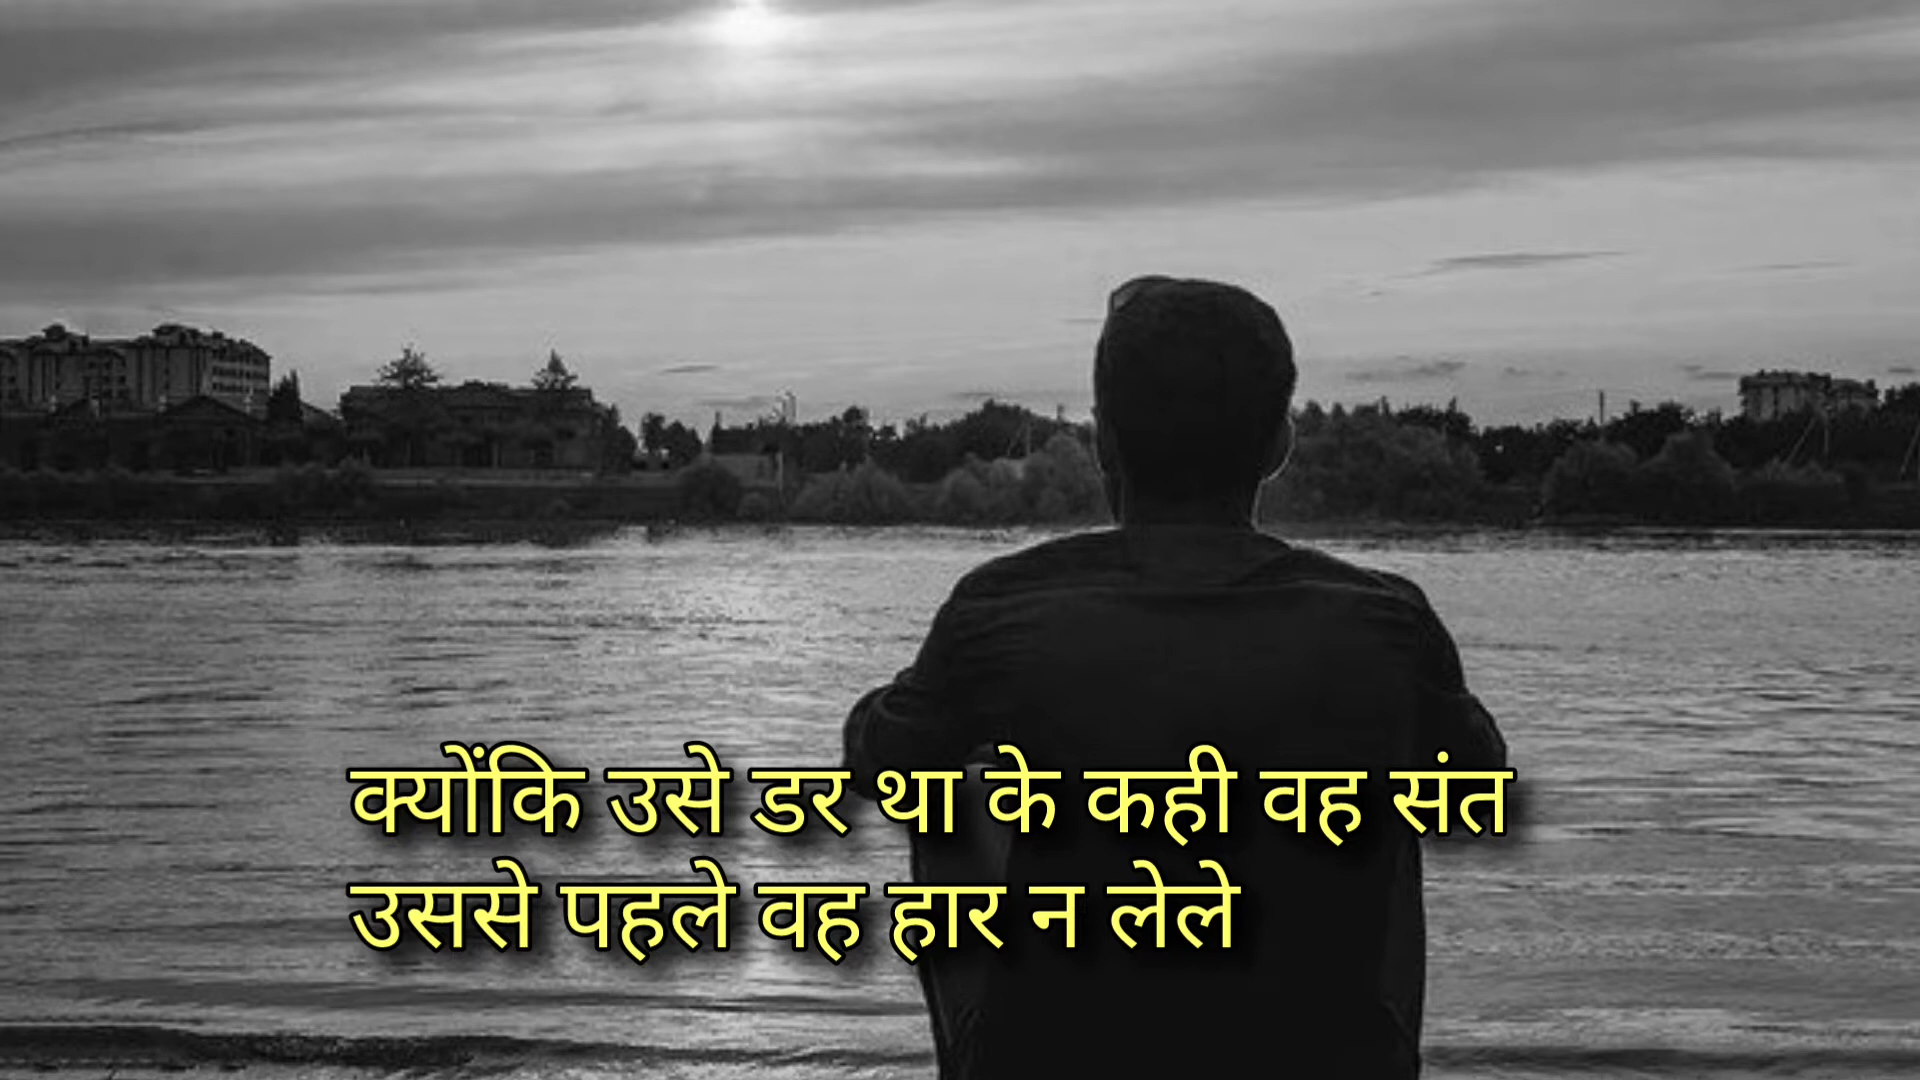 क्योंकि उसे डर था के कही वह संत
उससे पहले वह हार न लेले